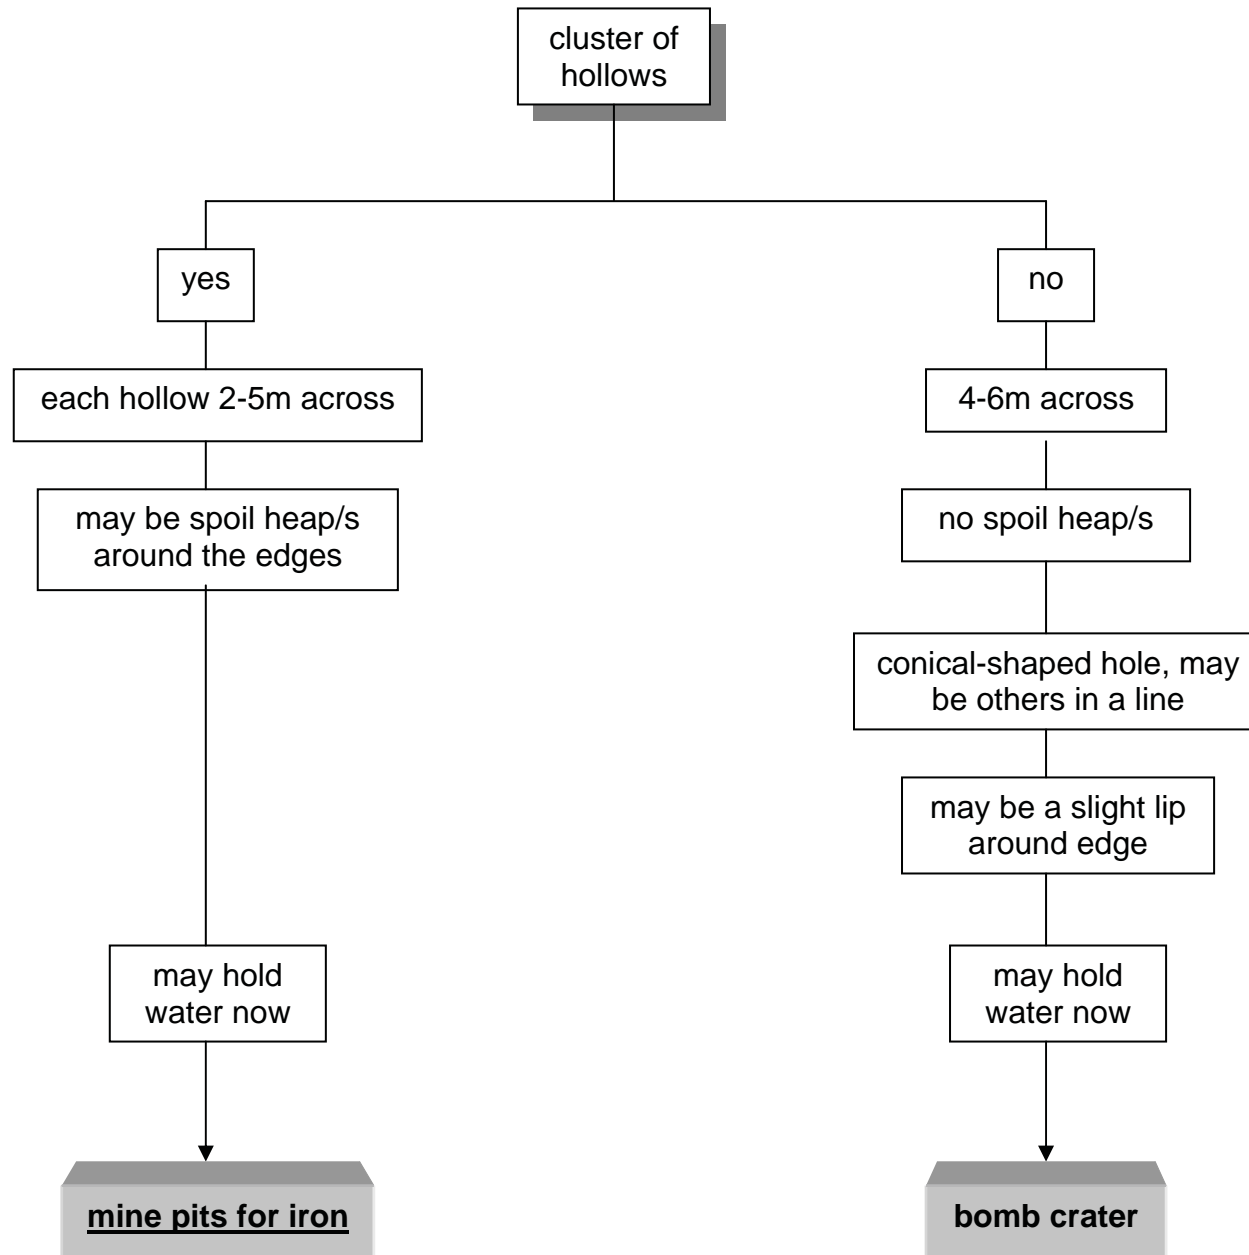 cluster of
hollows
yes
no
each hollow 2-5m across
4-6m across
may be spoil heap/s
around the edges
no spoil heap/s
conical-shaped hole, may
be others in a line
may be a slight lip
around edge
may hold
water now
may hold
water now
mine pits for iron
bomb crater